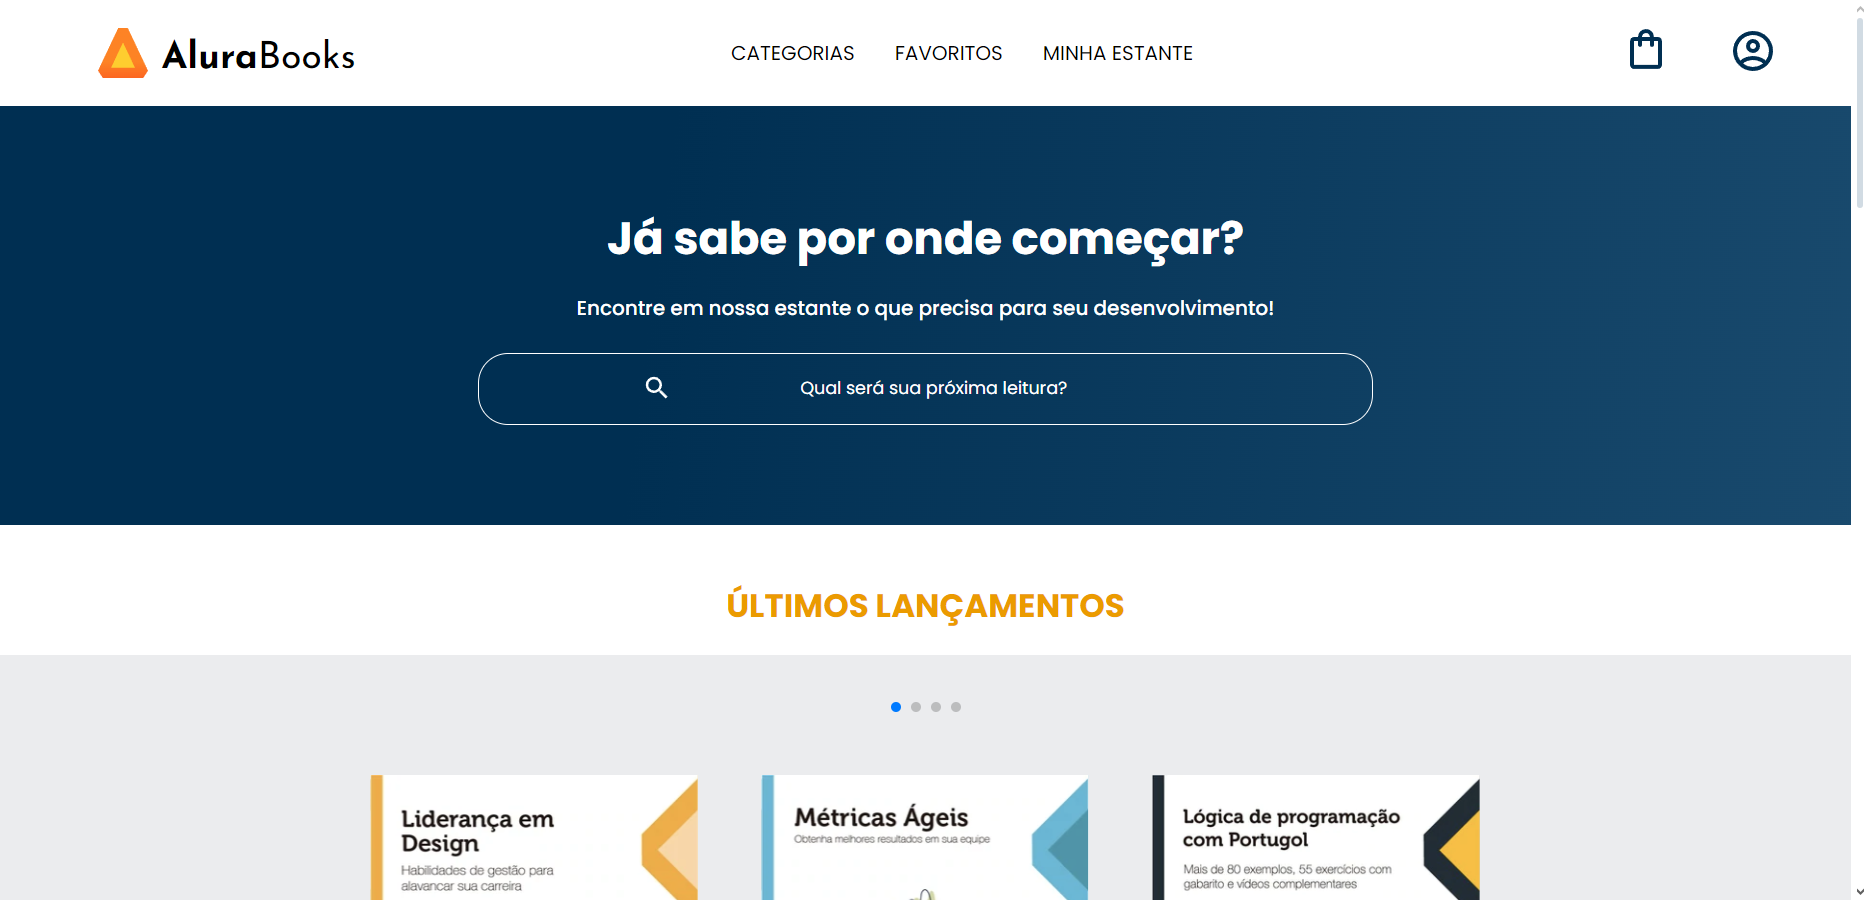 AluraBooks
CATEGORIAS FAVORITOS MINHA ESTANTE
Já sabe por onde começar?
Encontre em nossa estante o que precisa para seu desenvolvimento!
Qual será sua próxima leitura?
ÚLTIMOS LANÇAMENTOS
Liderança em
Design
Habilidades de gestão para
alavancar sua carreira
Métricas Ágeis
Obtenha melhores resultados em sua equipe
Lógica de programação
com Portugol
Mais de 80 exemplos, 55 exercícios com
gabarito e vídeos complementares